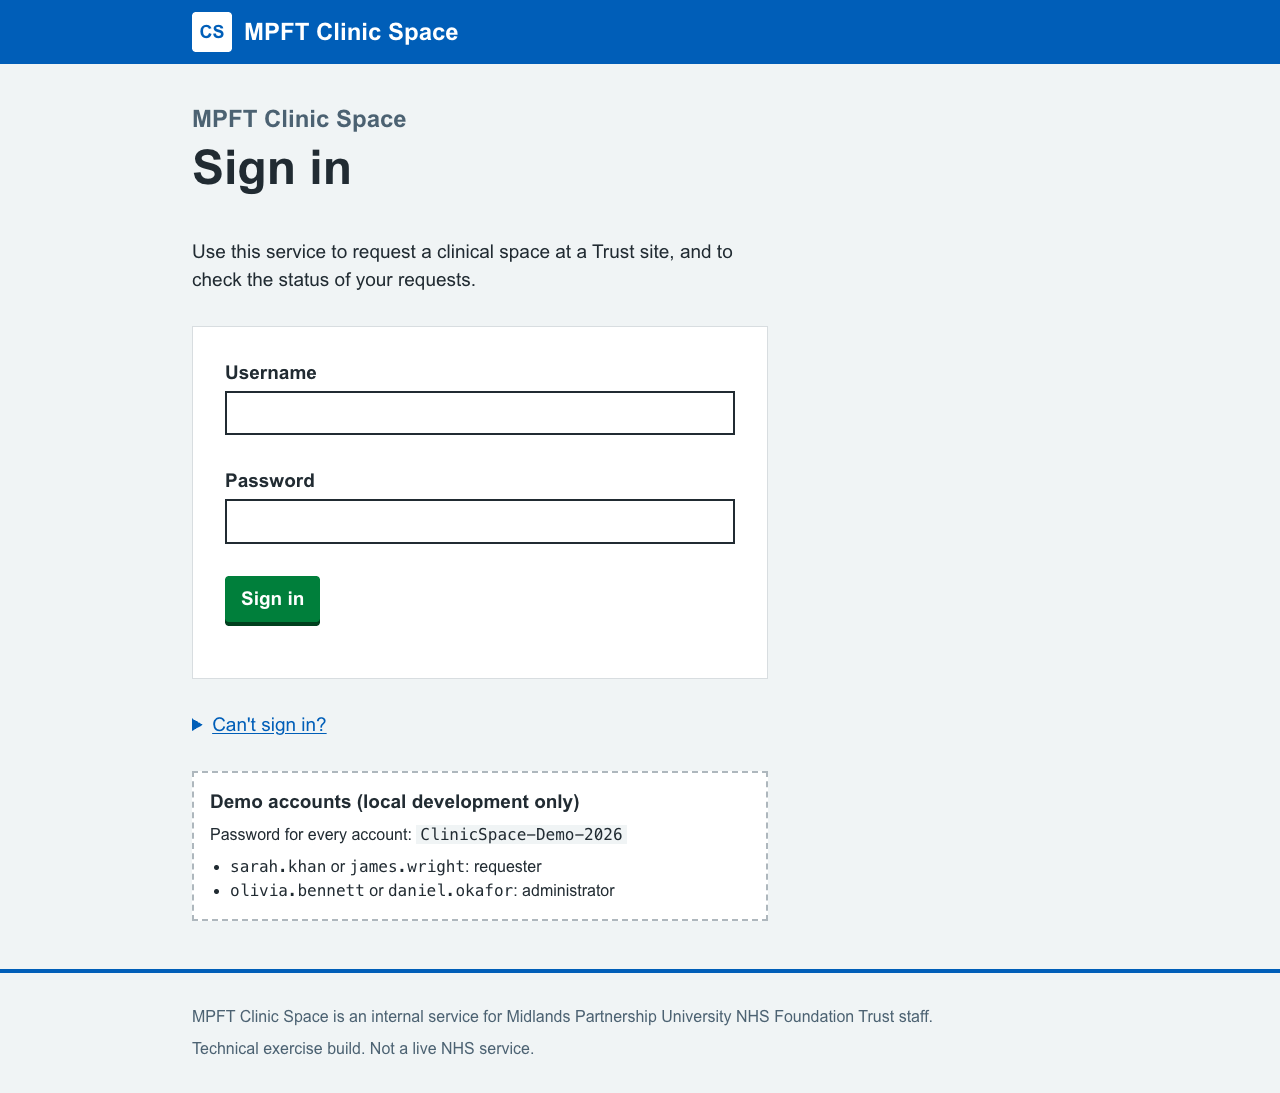 CS MPFT Clinic Space
MPFT Clinic Space
Sign in
Use this service to request a clinical space at a Trust site, and to
check the status of your requests.
Username
Password
Sign in
Can't sign in?
Demo accounts (local development only)
Password for every account: ClinicSpace-Demo-2026
sarah.khan or james.wright: requester
olivia.bennett or daniel.okafor: administrator
MPFT Clinic Space is an internal service for Midlands Partnership University NHS Foundation Trust staff.
Technical exercise build. Not a live NHS service.